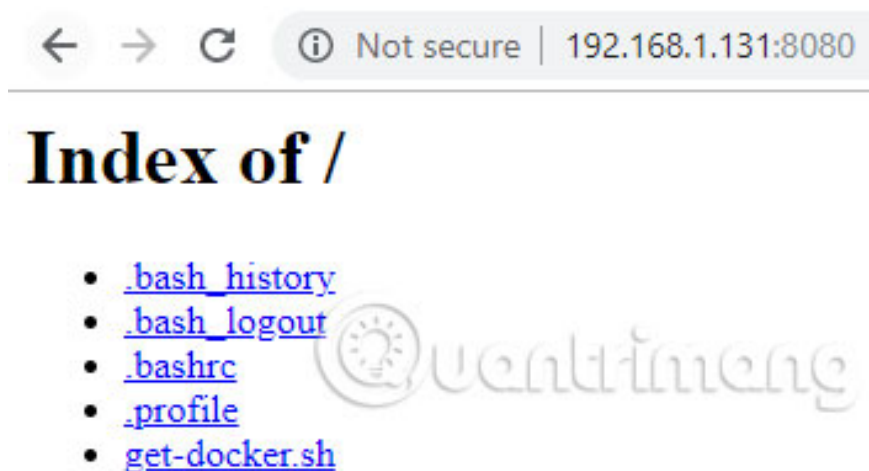 Not secure | 192.168.1.131:8080
Index of /
.bash_history
.bash_logout
.bashrc
.profile
get-docker.sh
Quantrimang